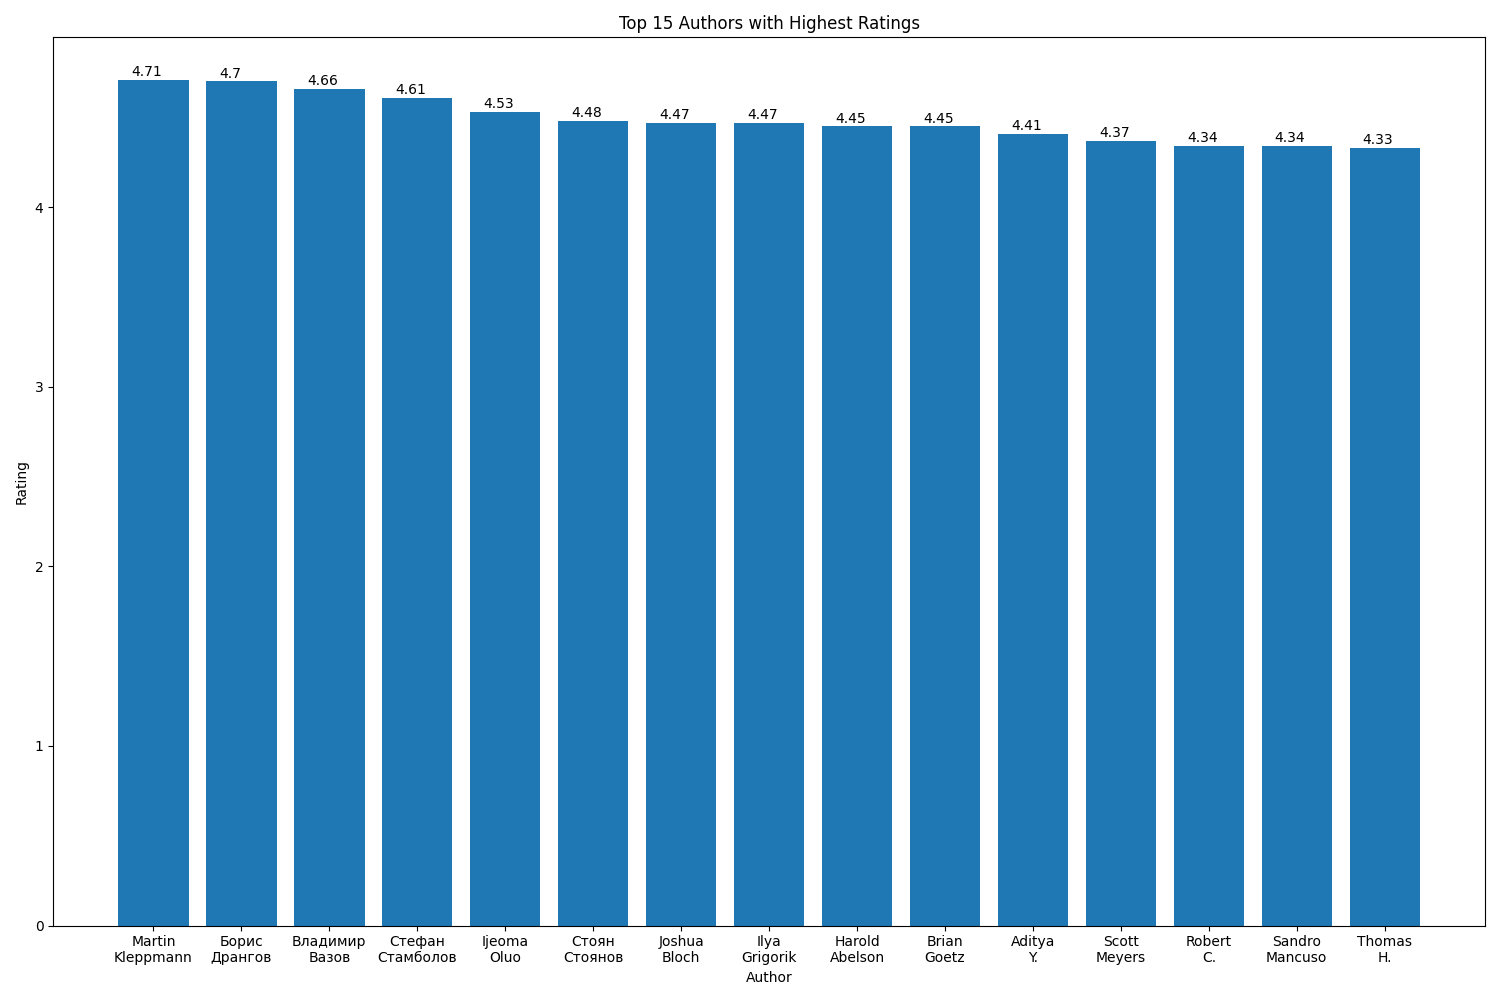 Top 15 Authors with Highest Ratings
4.71
4.7
4.66
4.61
4.53
4.48
4.47
4.47
4.45
4.45
4.41
4.37
4.34
4.34
4.33
4
3
2
1
0
Rating
Martin
Kleppmann
Борис
Дрангов
Владимир
Вазов
Стефан
Стамболов
Ijeoma
Oluo
Стоян
Стоянов
Joshua
Bloch
Ilya
Grigorik
Harold
Abelson
Brian
Goetz
Aditya
Y.
Scott
Meyers
Robert
C.
Sandro
Mancuso
Thomas
H.
Author